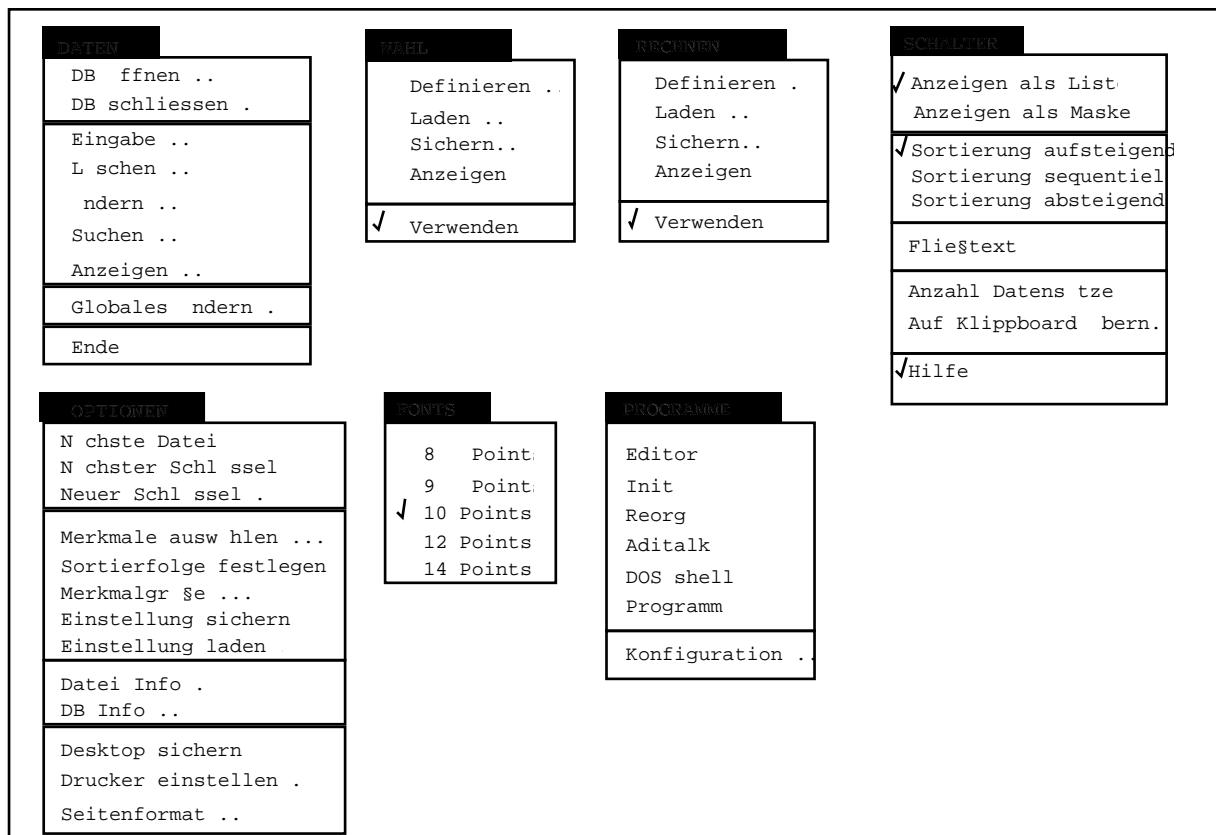 DATEN
DB ffnen ..
DB schliessen .
Eingabe ..
L schen ..
ndern ..
Suchen ..
Anzeigen ..
Globales ndern .
Ende
WAHL
Definieren ..
Laden ..
Sichern..
Anzeigen
√ Verwenden
RECHNEN
Definieren .
Laden ..
Sichern..
Anzeigen
√ Verwenden
SCHALTER
√ Anzeigen als Liste
Anzeigen als Maske
√ Sortierung aufsteigend
Sortierung sequentiel
Sortierung absteigend
Flie§text
Anzahl Datens tze
Auf Klippboard bern.
√ Hilfe
OPTIONEN
N chste Datei
N chster Schl ssel
Neuer Schl ssel .
Merkmale ausw hlen ...
Sortierfolge festlegen
Merkmalgr §e ...
Einstellung sichern
Einstellung laden
Datei Info .
DB Info ..
Desktop sichern
Drucker einstellen .
Seitenformat ..
FONTS
8 Points
9 Points
√ 10 Points
12 Points
14 Points
PROGRAMME
Editor
Init
Reorg
Aditalk
DOS shell
Programm
Konfiguration ..